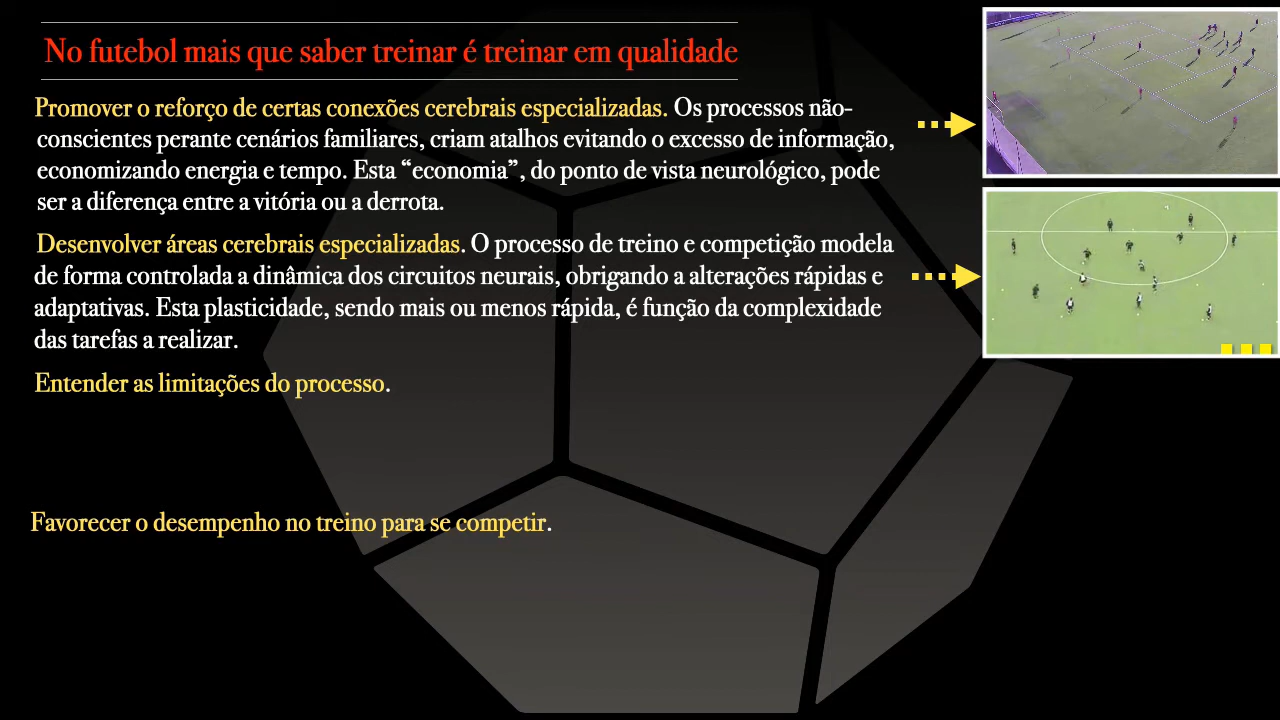 No futebol mais que saber treinar é treinar em qualidade
Promover o reforço de certas conexões cerebrais especializadas. Os processos não-
conscientes perante cenários familiares, criam atalhos evitando o excesso de informação,
economizando energia e tempo. Esta “economia”, do ponto de vista neurológico, pode
ser a diferença entre a vitória ou a derrota.
Desenvolver áreas cerebrais especializadas. O processo de treino e competição modela
de forma controlada a dinâmica dos circuitos neurais, obrigando a alterações rápidas e
adaptativas. Esta plasticidade, sendo mais ou menos rápida, é função da complexidade
das tarefas a realizar.
Entender as limitações do processo.
Favorecer o desempenho no treino para se competir.